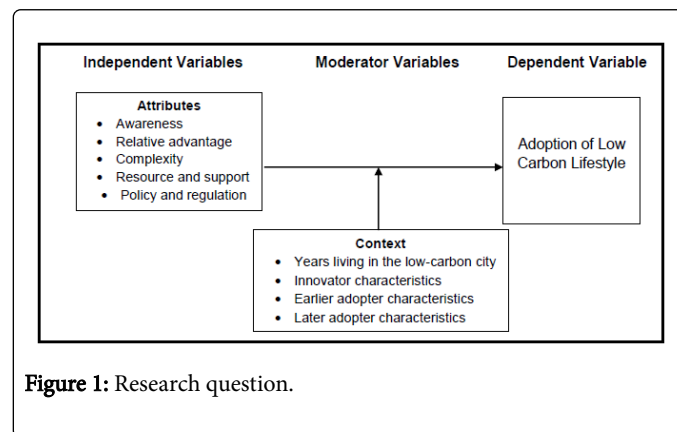 Independent Variables Moderator Variables Dependent Variable
Attributes
• Awareness
• Relative advantage
• Complexity
• Resource and support
• Policy and regulation
Adoption of Low
Carbon Lifestyle
Context
• Years living in the low-carbon city
• Innovator characteristics
• Earlier adopter characteristics
• Later adopter characteristics
Figure 1: Research question.